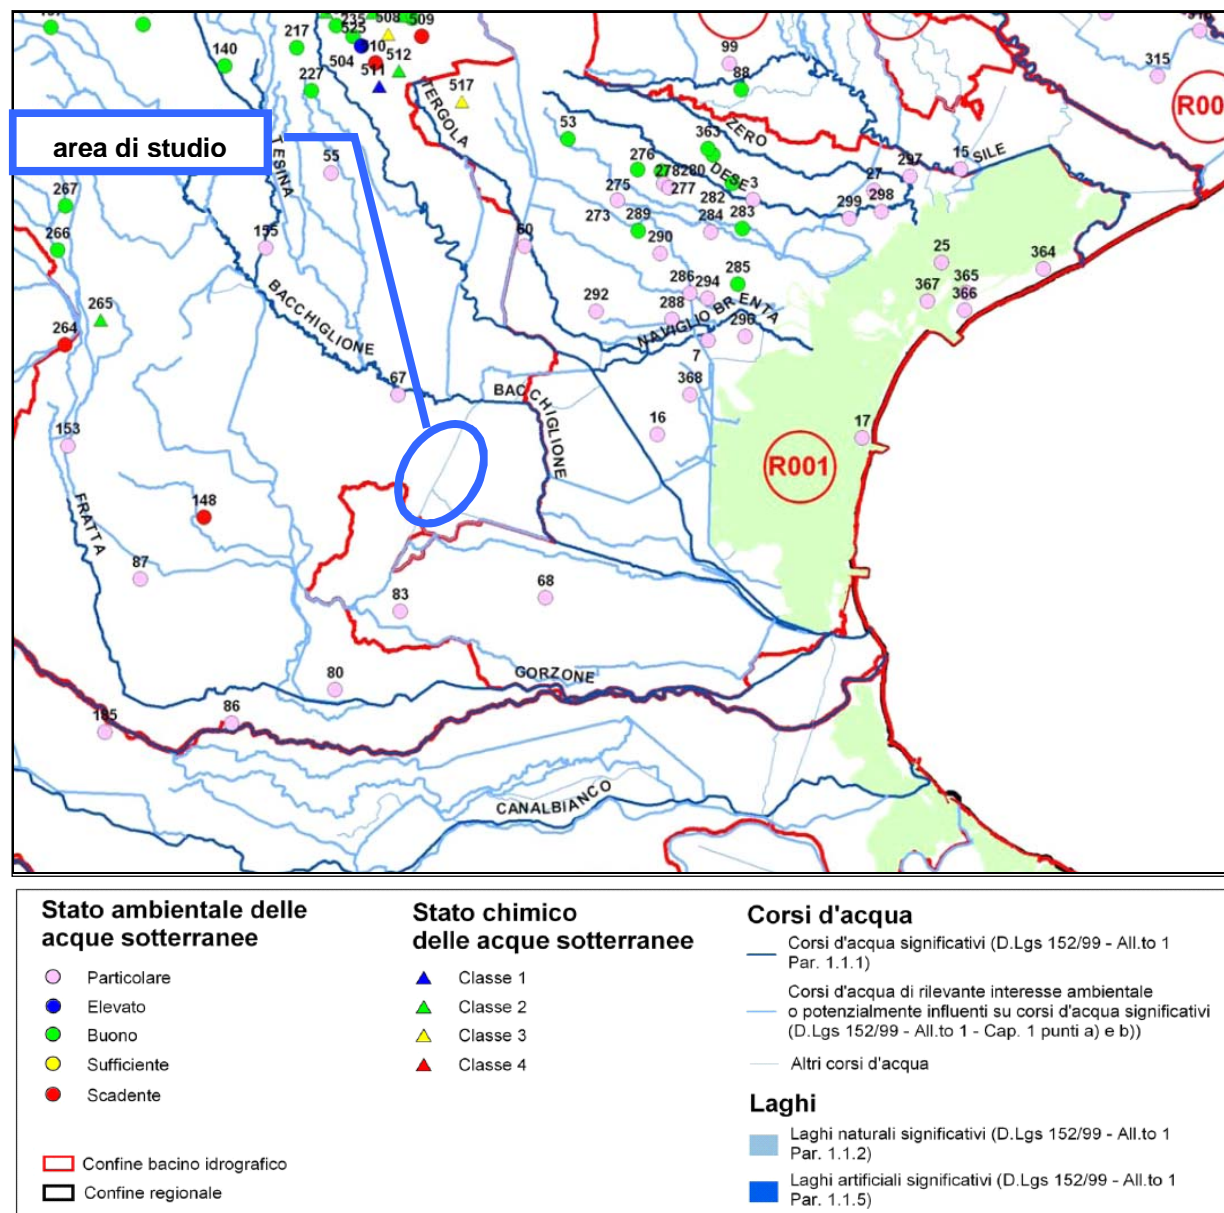 235
508
509
217
525
140
510
512
504
511
227
517
99
88
315
R00
TERGOLA
area di studio
TESINA
55
53
363
ZERO
276
278
280
DESE
3
297
15
SILE
27
275
277
282
299
298
267
273
289
284
283
266
155
60
290
25
364
265
286
294
285
367
365
366
264
BACCHIGLIONE
292
288
NAVIGLIO BRENTA
296
7
67
BACCHIGLIONE
368
16
17
153
R001
148
FRATTA
87
83
68
80
GORZONE
185
86
CANALBIANCO
Stato ambientale delle
acque sotterranee
Particolare
Elevato
Buono
Sufficiente
Scadente
Confine bacino idrografico
Confine regionale
Stato chimico
delle acque sotterranee
Classe 1
Classe 2
Classe 3
Classe 4
Corsi d'acqua
Corsi d'acqua significativi (D.Lgs 152/99 - All.to 1
Par. 1.1.1)
Corsi d'acqua di rilevante interesse ambientale
o potenzialmente influenti su corsi d'acqua significativi
(D.Lgs 152/99 - All.to 1 - Cap. 1 punti a) e b))
Altri corsi d'acqua
Laghi
Laghi naturali significativi (D.Lgs 152/99 - All.to 1
Par. 1.1.2)
Laghi artificiali significativi (D.Lgs 152/99 - All.to 1
Par. 1.1.5)